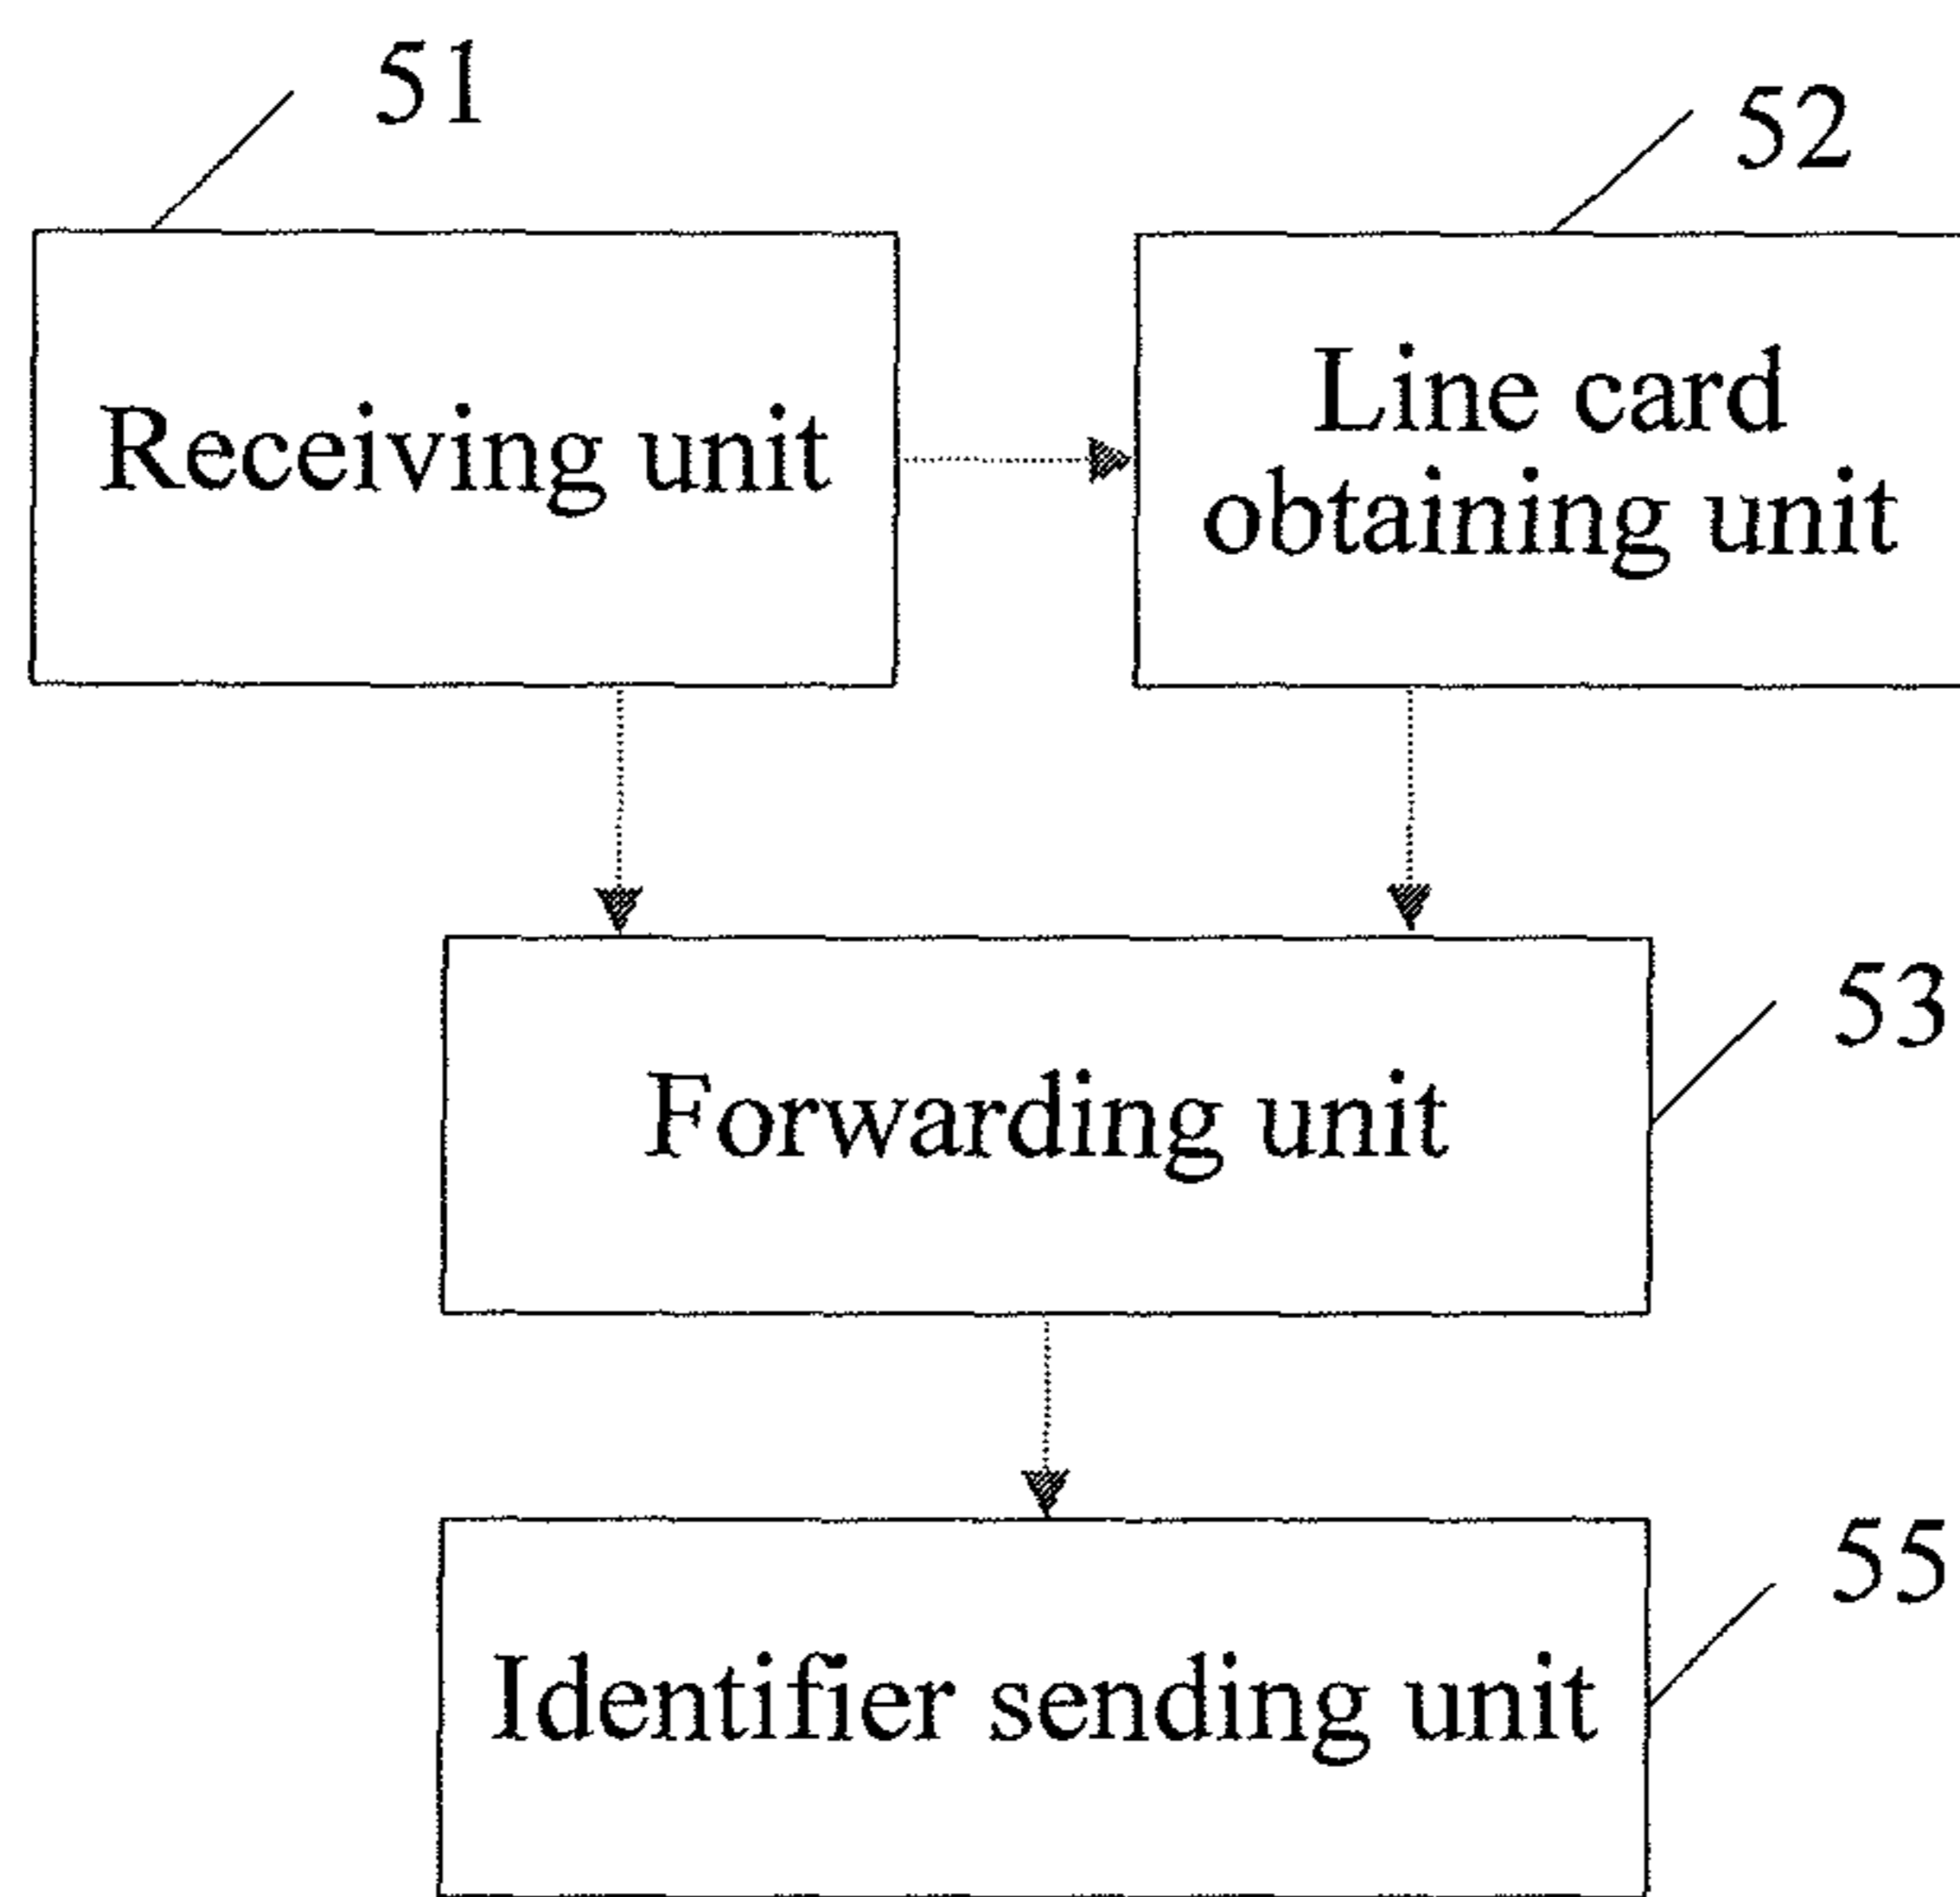 51
52
Receiving unit
Line card
obtaining unit
53
Forwarding unit
55
Identifier sending unit